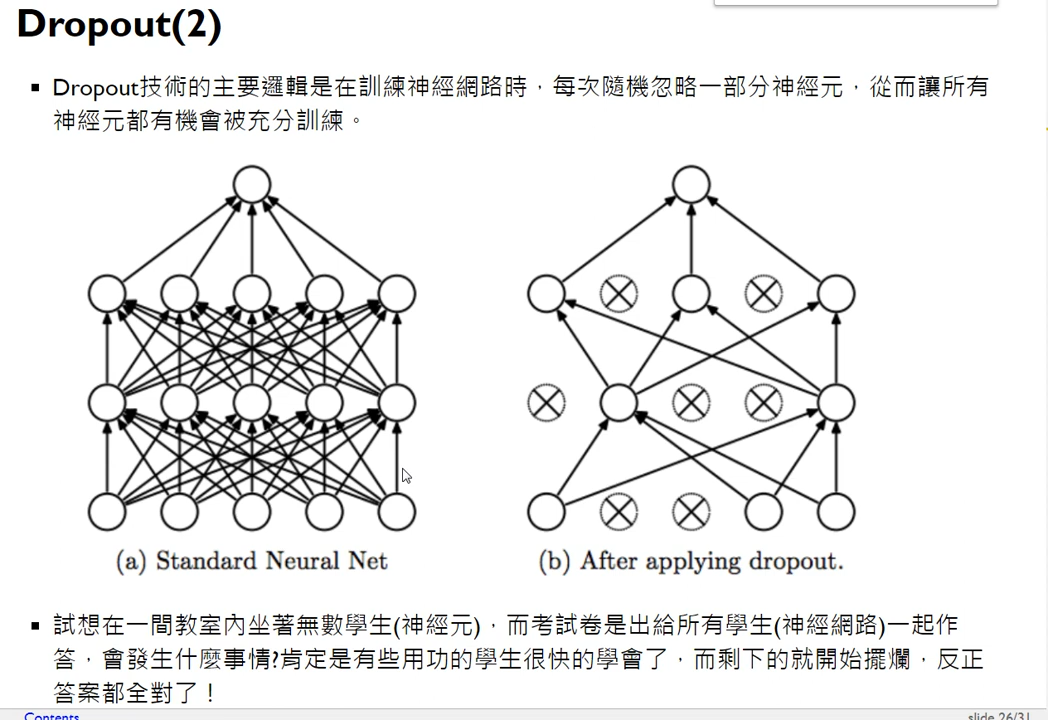 Dropout(2)
Dropout技術的主要邏輯是在訓練神經網路時，每次隨機忽略一部分神經元，從而讓所有
神經元都有機會被充分訓練。
(a) Standard Neural Net
(b) After applying dropout.
試想在一間教室內坐著無數學生(神經元)，而考試卷是出給所有學生(神經網路)一起作
答，會發生什麼事情?肯定是有些用功的學生很快的學會了，而剩下的就開始擺爛，反正
答案都全對了！
Contents
slide 26/31